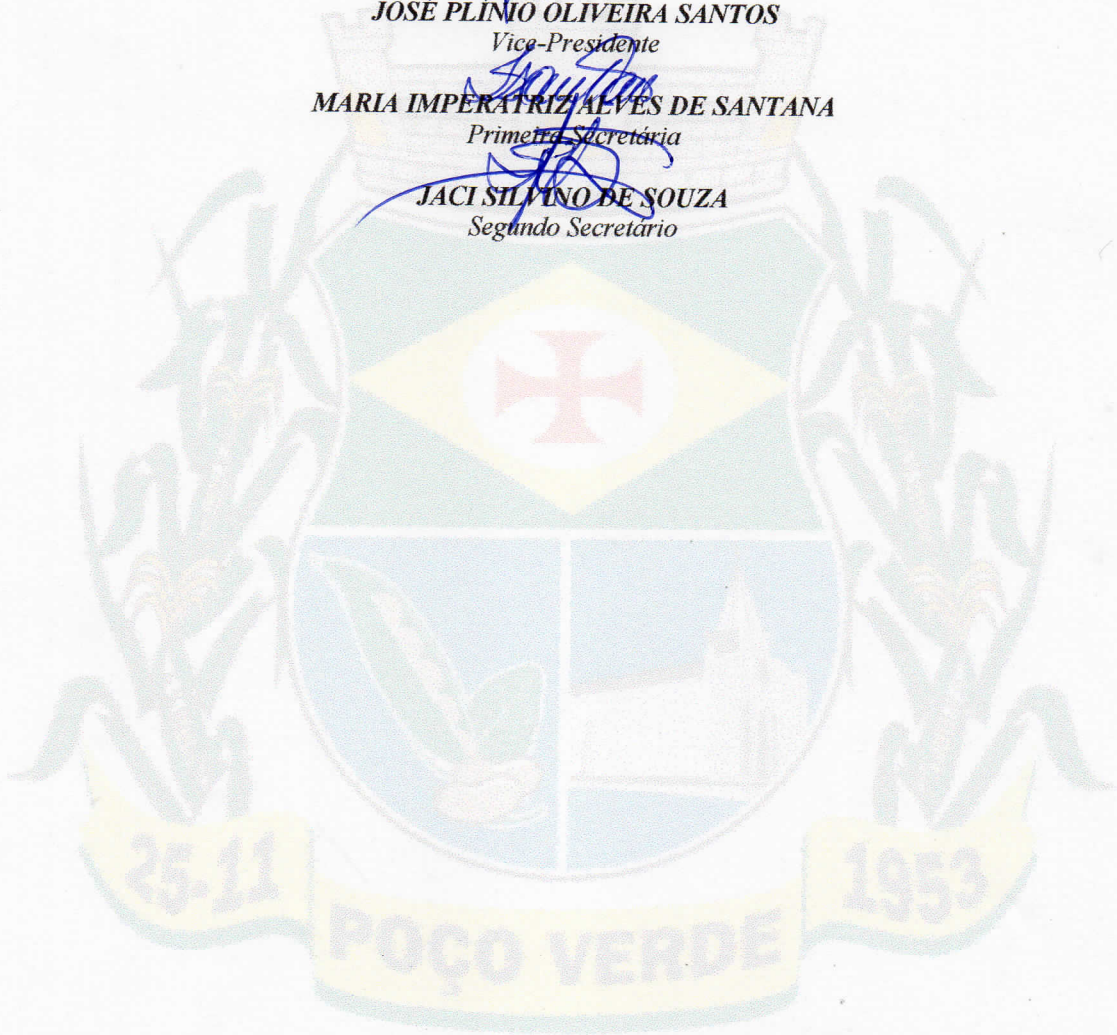 JOSÉ PLÍNIO OLIVEIRA SANTOS
Vice-Presidente
MARIA IMPERATRIZ ALVES DE SANTANA
Primeira Secretária
JACI SILVINO DE SOUZA
Segundo Secretário
25-11
1953
POÇO VERDE